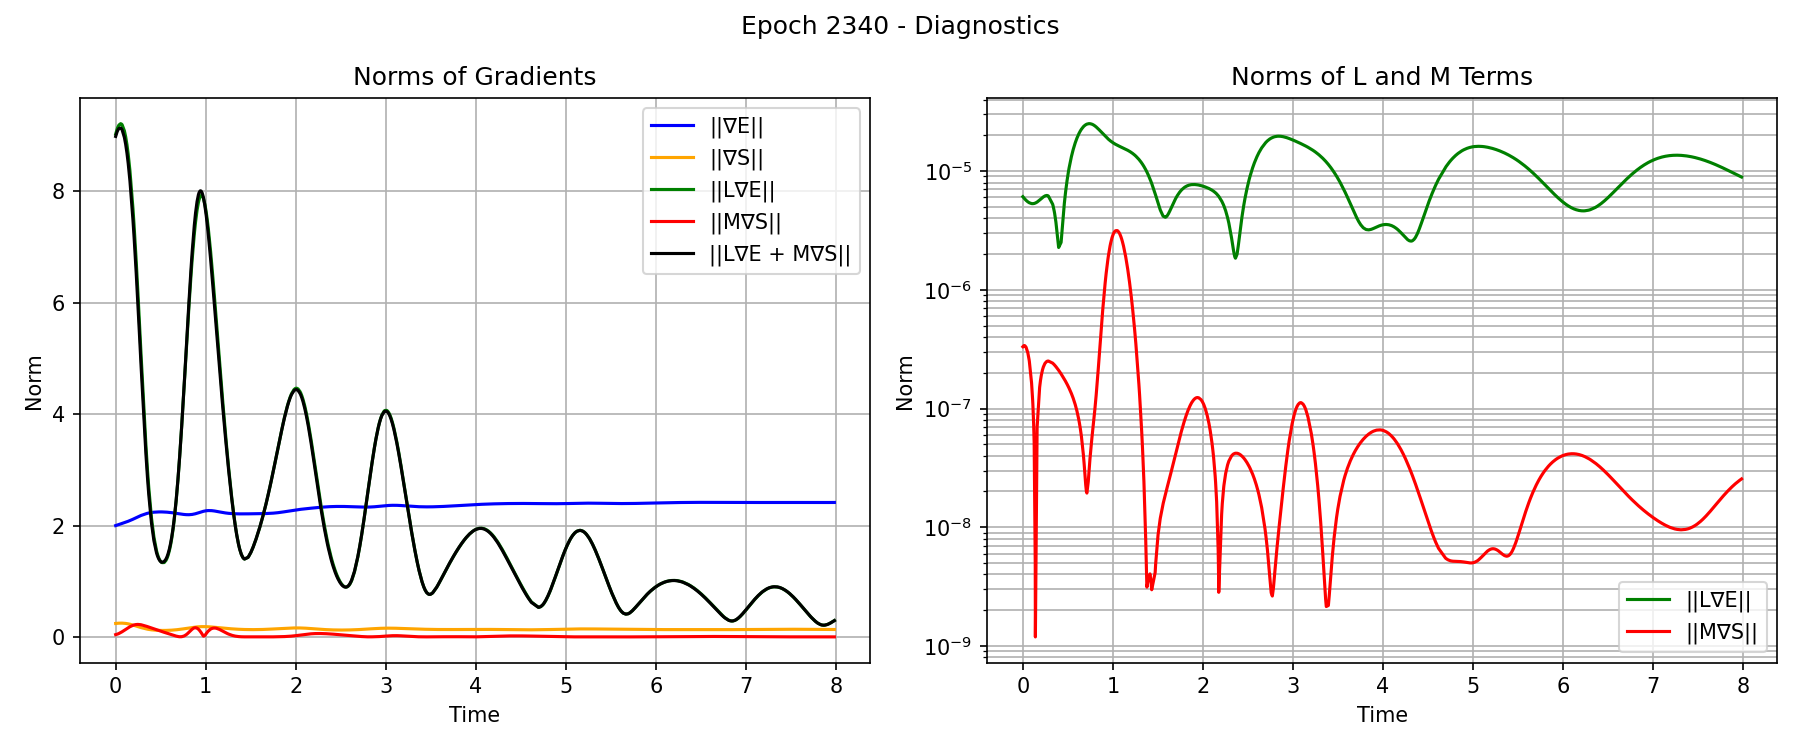 Epoch 2340 - Diagnostics
Norms of Gradients
Norm
8
6
4
2
0
0 1 2 3 4 5 6 7 8
Time
||∇E||
||∇S||
||L∇E||
||M∇S||
||L∇E + M∇S||
Norms of L and M Terms
Norm
10⁻⁵
10⁻⁶
10⁻⁷
10⁻⁸
10⁻⁹
0 1 2 3 4 5 6 7 8
Time
||L∇E||
||M∇S||